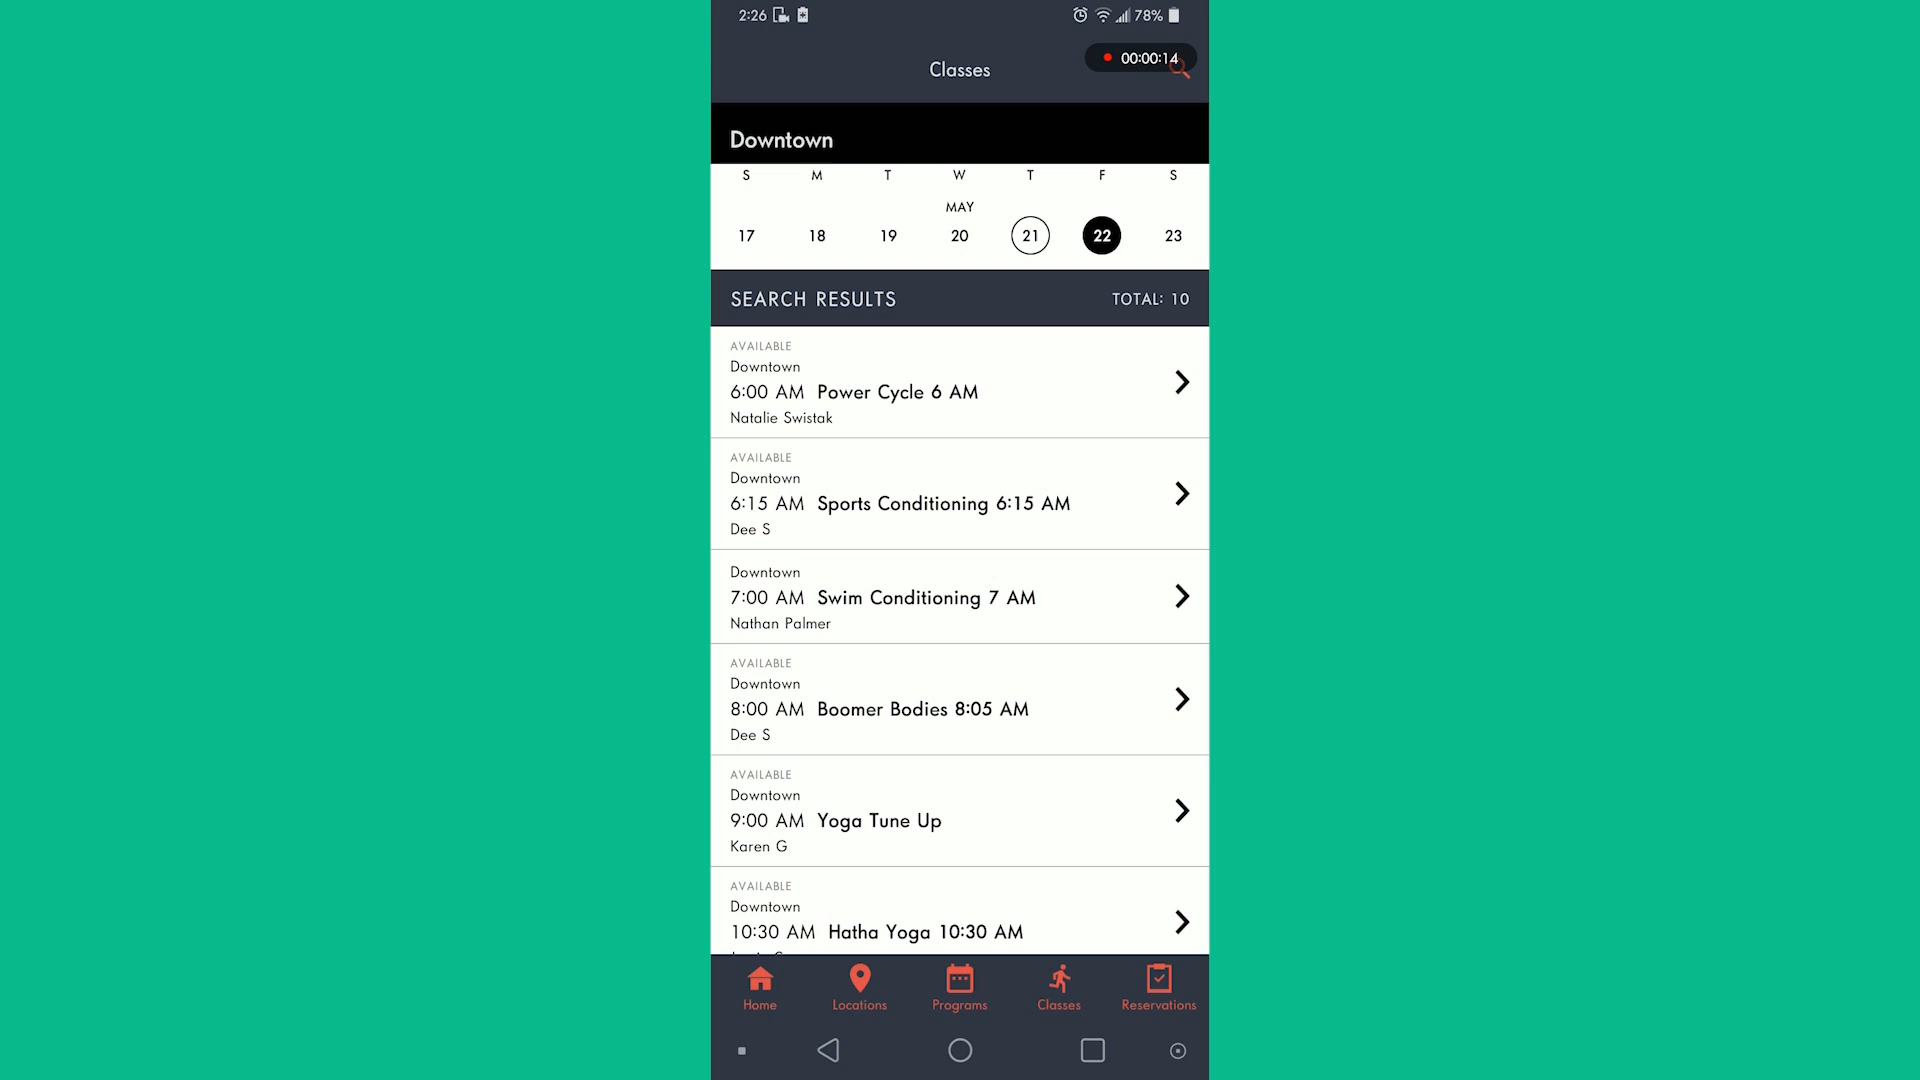 2:26 78%
00:00:14
Classes
Downtown
S M T W T F S
MAY
17 18 19 20 21 22 23
SEARCH RESULTS TOTAL: 10
AVAILABLE
Downtown
6:00 AM Power Cycle 6 AM
Natalie Swistak
AVAILABLE
Downtown
6:15 AM Sports Conditioning 6:15 AM
Dee S
Downtown
7:00 AM Swim Conditioning 7 AM
Nathan Palmer
AVAILABLE
Downtown
8:00 AM Boomer Bodies 8:05 AM
Dee S
AVAILABLE
Downtown
9:00 AM Yoga Tune Up
Karen G
AVAILABLE
Downtown
10:30 AM Hatha Yoga 10:30 AM
Home Locations Programs Classes Reservations